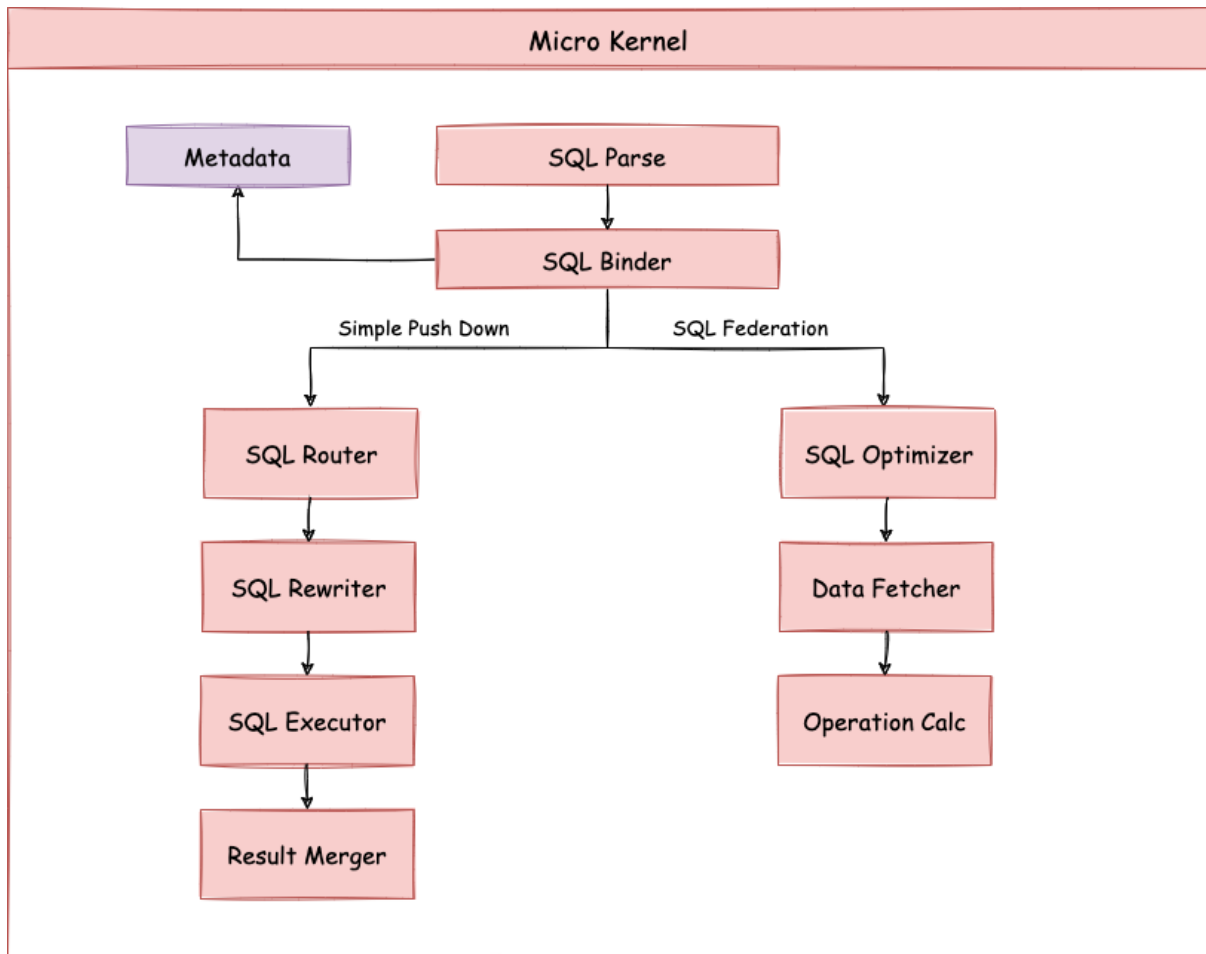 Micro Kernel
Metadata
SQL Parse
SQL Binder
Simple Push Down
SQL Federation
SQL Router
SQL Optimizer
SQL Rewriter
Data Fetcher
SQL Executor
Operation Calc
Result Merger